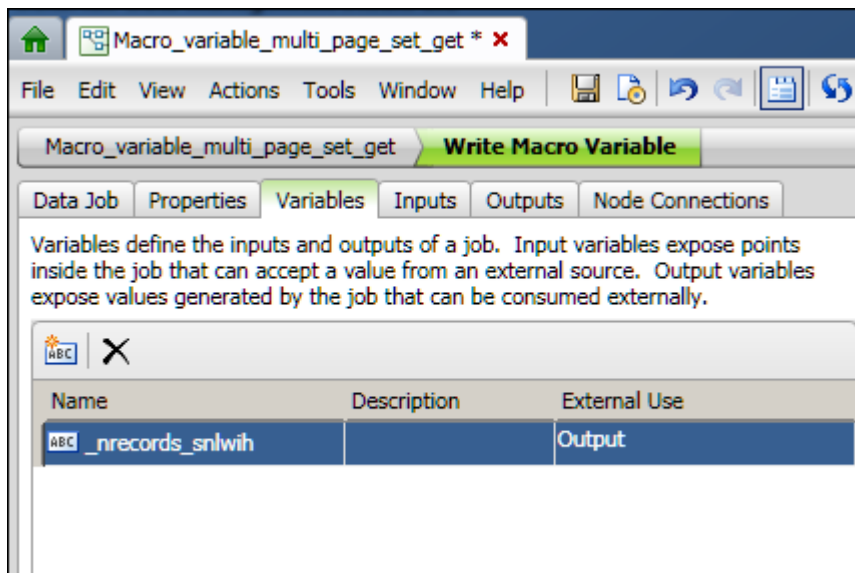 Macro_variable_multi_page_set_get *
File Edit View Actions Tools Window Help
Macro_variable_multi_page_set_get Write Macro Variable
Data Job Properties Variables Inputs Outputs Node Connections
Variables define the inputs and outputs of a job. Input variables expose points
inside the job that can accept a value from an external source. Output variables
expose values generated by the job that can be consumed externally.
ABC
Name Description External Use
ABC _nrecords_snlwih Output